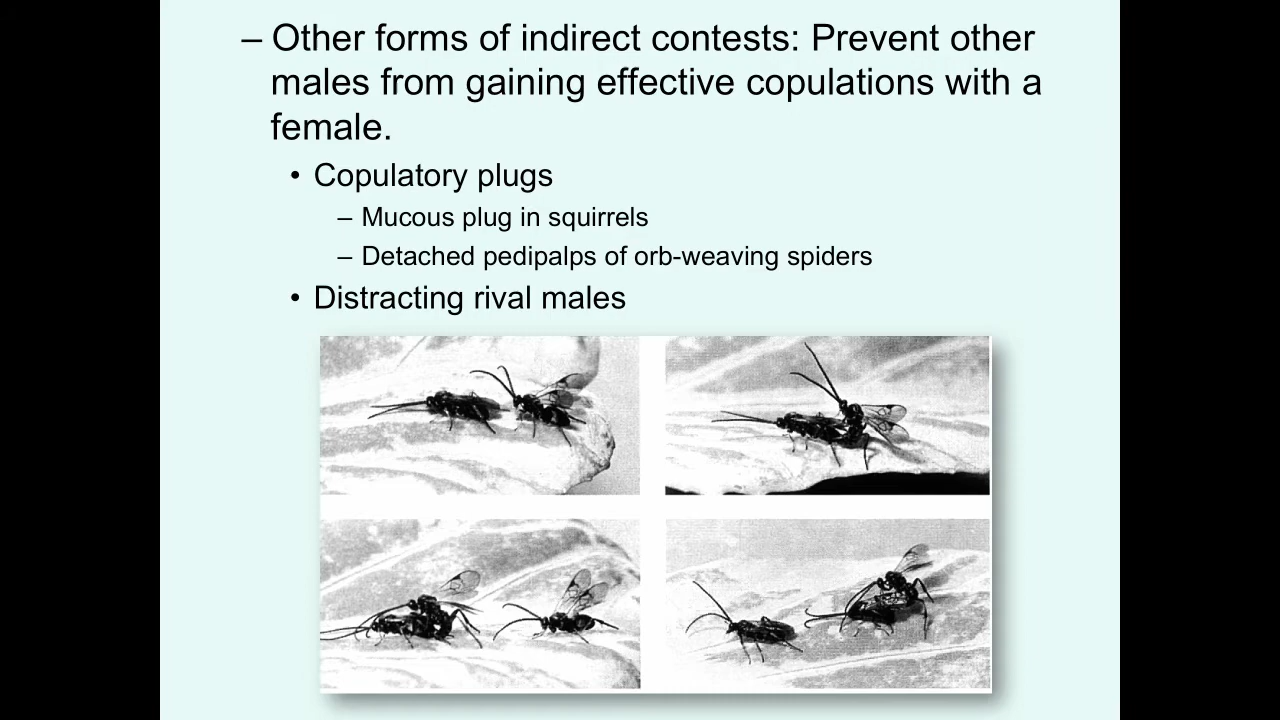 – Other forms of indirect contests: Prevent other
males from gaining effective copulations with a
female.
• Copulatory plugs
– Mucous plug in squirrels
– Detached pedipalps of orb-weaving spiders
• Distracting rival males